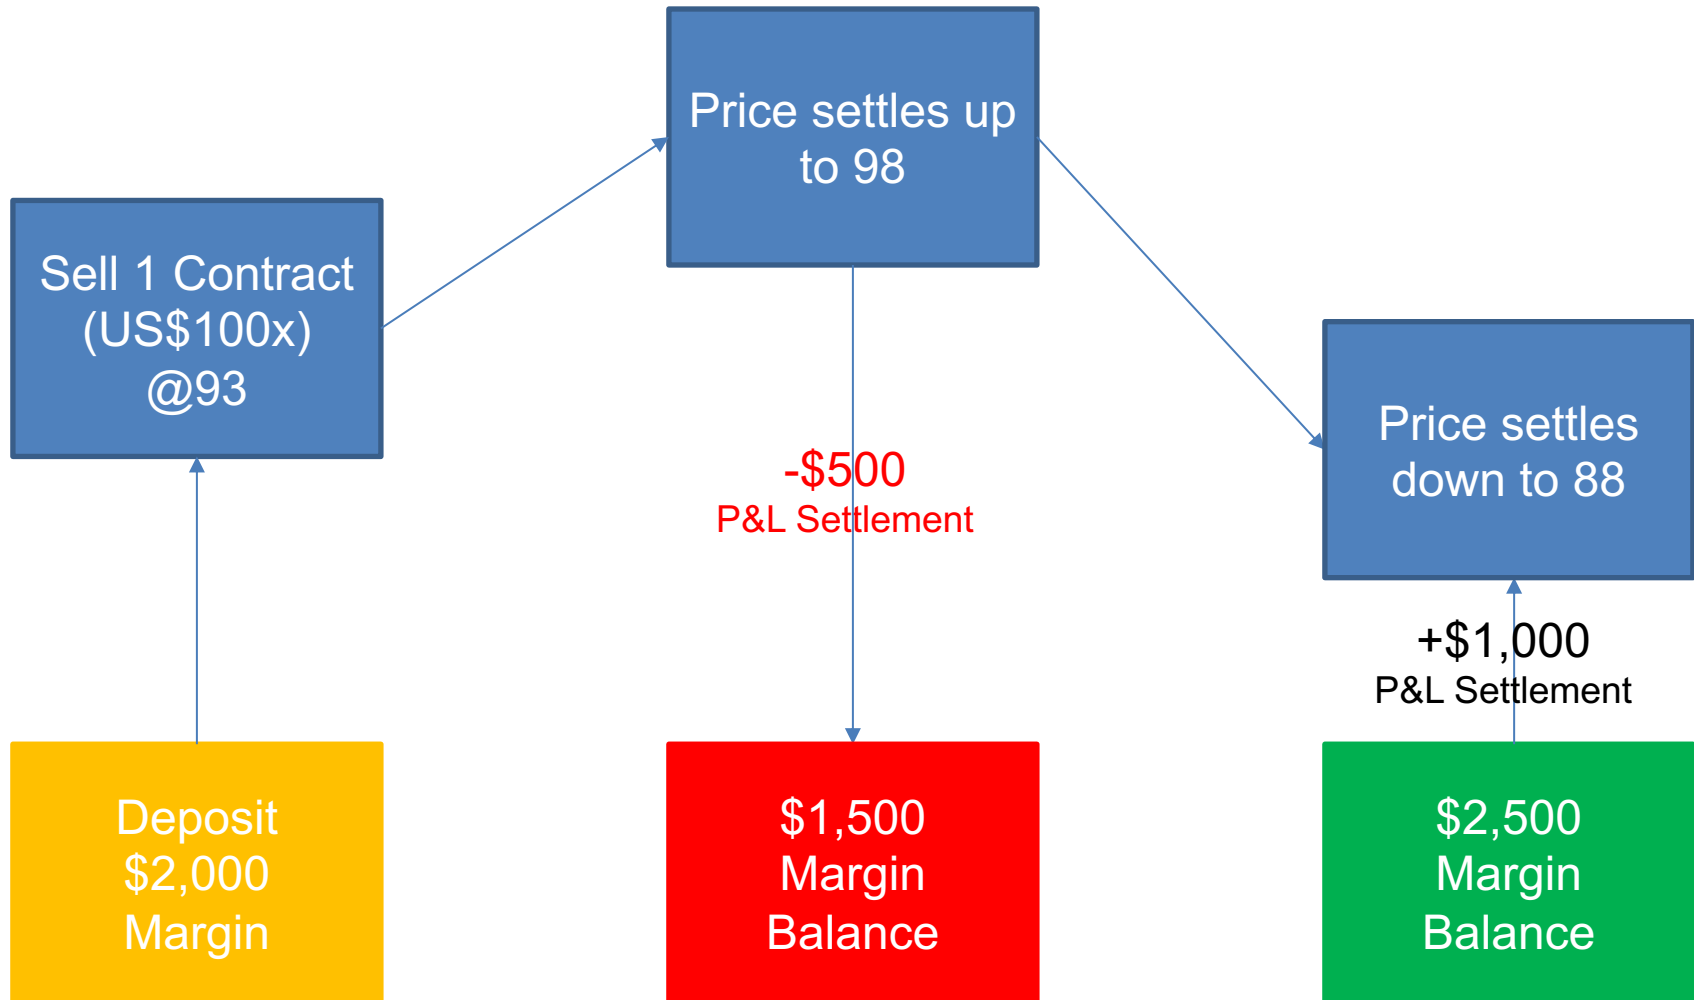 Price settles up
to 98
Sell 1 Contract
(US$100x)
@93
Price settles
down to 88
-$500
P&L Settlement
+$1,000
P&L Settlement
Deposit
$2,000
Margin
$1,500
Margin
Balance
$2,500
Margin
Balance